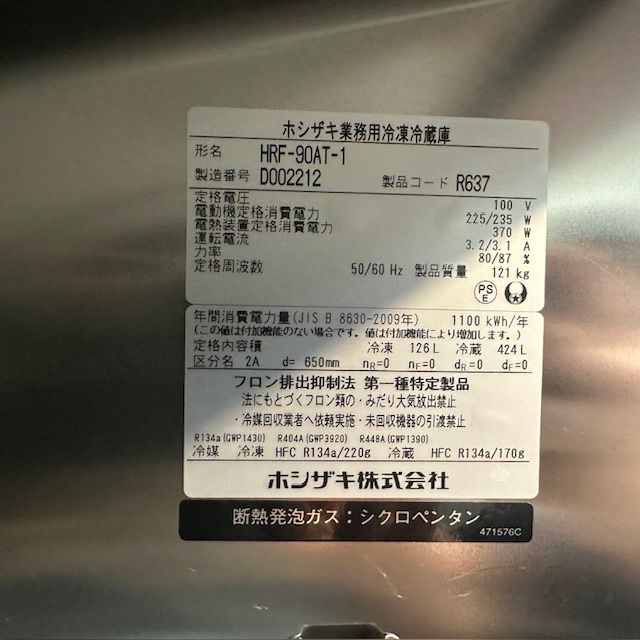 ホシザキ業務用冷凍冷蔵庫
形名 HRF-90AT-1
製造番号 D002212 製品コード R637
定格電圧 100 V
電動機定格消費電力 225/235 W
電熱装置定格消費電力 370 W
運転電流 3.2/3.1 A
力率 80/87 %
定格周波数 50/60 Hz 製品質量 121 kg
PSE
年間消費電力量(JIS B 8630-2009年) 1100 kWh/年
(この値は付加機能のない場合です。値は付加機能により増加します。)
定格内容積 冷凍 126L 冷蔵 424L
区分名 2A d= 650mm nR=0 nF=0 dR=0 dF=0
フロン排出抑制法 第一種特定製品
法にもとづくフロン類の・みだり大気放出禁止
・冷媒回収業者へ依頼実施・未回収機器の引渡禁止
R134a(GWP1430) R404A(GWP3920) R448A(GWP1390)
冷媒 冷凍 HFC R134a/220g 冷蔵 HFC R134a/170g
ホシザキ株式会社
断熱発泡ガス：シクロペンタン
471576C